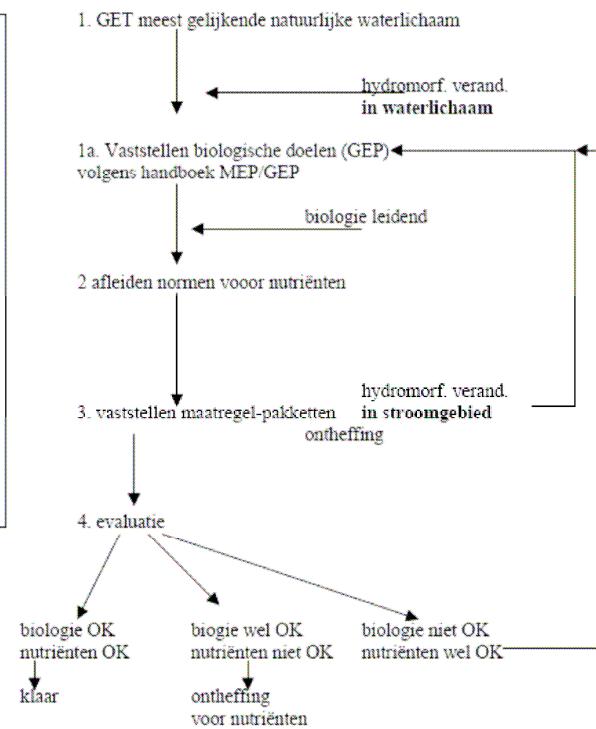 1. GET meest gelijkende natuurlijke waterlichaam
hydromorf. verand.
in waterlichaam
1a. Vaststellen biologische doelen (GEP)
volgens handboek MEP/GEP
biologie leidend
2 afleiden normen vooor nutriënten
hydromorf. verand.
3. vaststellen maatregel-pakketten in stroomgebied
ontheffing
4. evaluatie
biologie OK
nutriënten OK
klaar
biogie wel OK
nutriënten niet OK
ontheffing
voor nutriënten
biologie niet OK
nutriënten wel OK